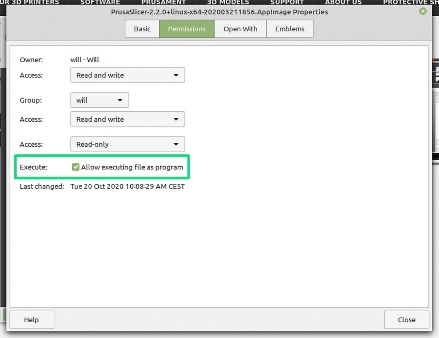 UR 3D PRINTERS SOFTWARE PRUSAMENT 3D MODELS SUPPORT ABOUT US PROTECTIVE SH
PrusaSlicer-2.2.0+linux-x64-202003211856.AppImage Properties
Basic Permissions Open With Emblems
Owner: will - Will
Access: Read and write
Group: will
Access: Read and write
Access: Read-only
Execute: Allow executing file as program
Last changed: Tue 20 Oct 2020 10:08:29 AM CEST
Help Close